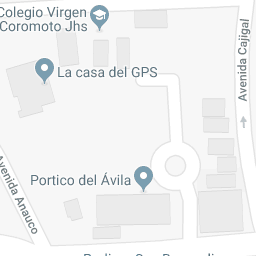 Colegio Virgen
Coromoto Jhs
La casa del GPS
Avenida Cajigal
Portico del Ávila
Avenida Anauco